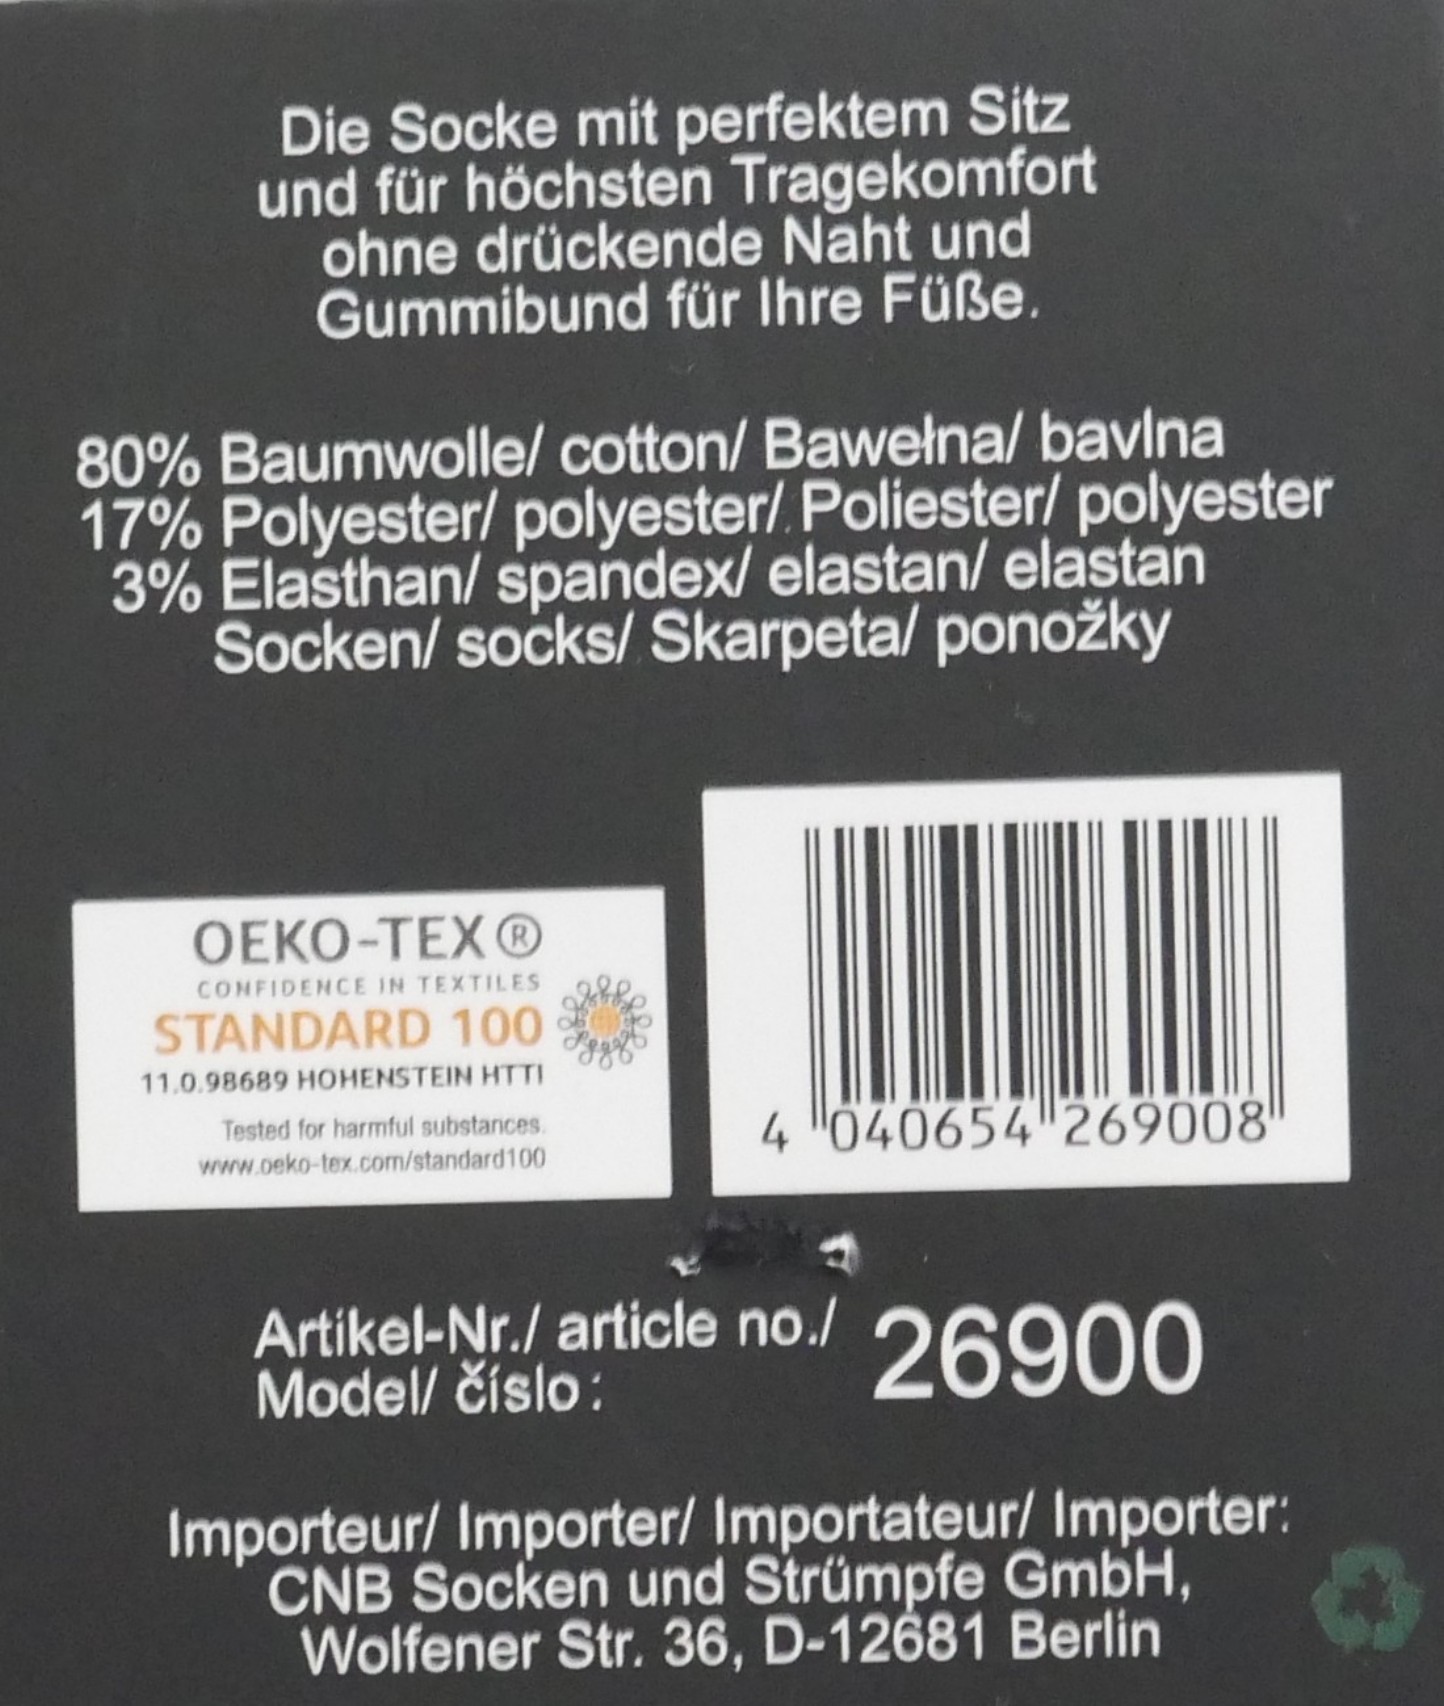 Die Socke mit perfektem Sitz
und für höchsten Tragekomfort
ohne drückende Naht und
Gummibund für Ihre Füße.
80% Baumwolle/ cotton/ Bawełna/ bavlna
17% Polyester/ polyester/ Poliester/ polyester
3% Elasthan/ spandex/ elastan/ elastan
Socken/ socks/ Skarpeta/ ponožky
OEKO-TEX®
CONFIDENCE IN TEXTILES
STANDARD 100
11.0.98689 HOHENSTEIN HTTI
Tested for harmful substances.
www.oeko-tex.com/standard100
4 040654 269008
Artikel-Nr./ article no./ 26900
Model/ číslo:
Importeur/ Importer/ Importateur/ Importer:
CNB Socken und Strümpfe GmbH,
Wolfener Str. 36, D-12681 Berlin